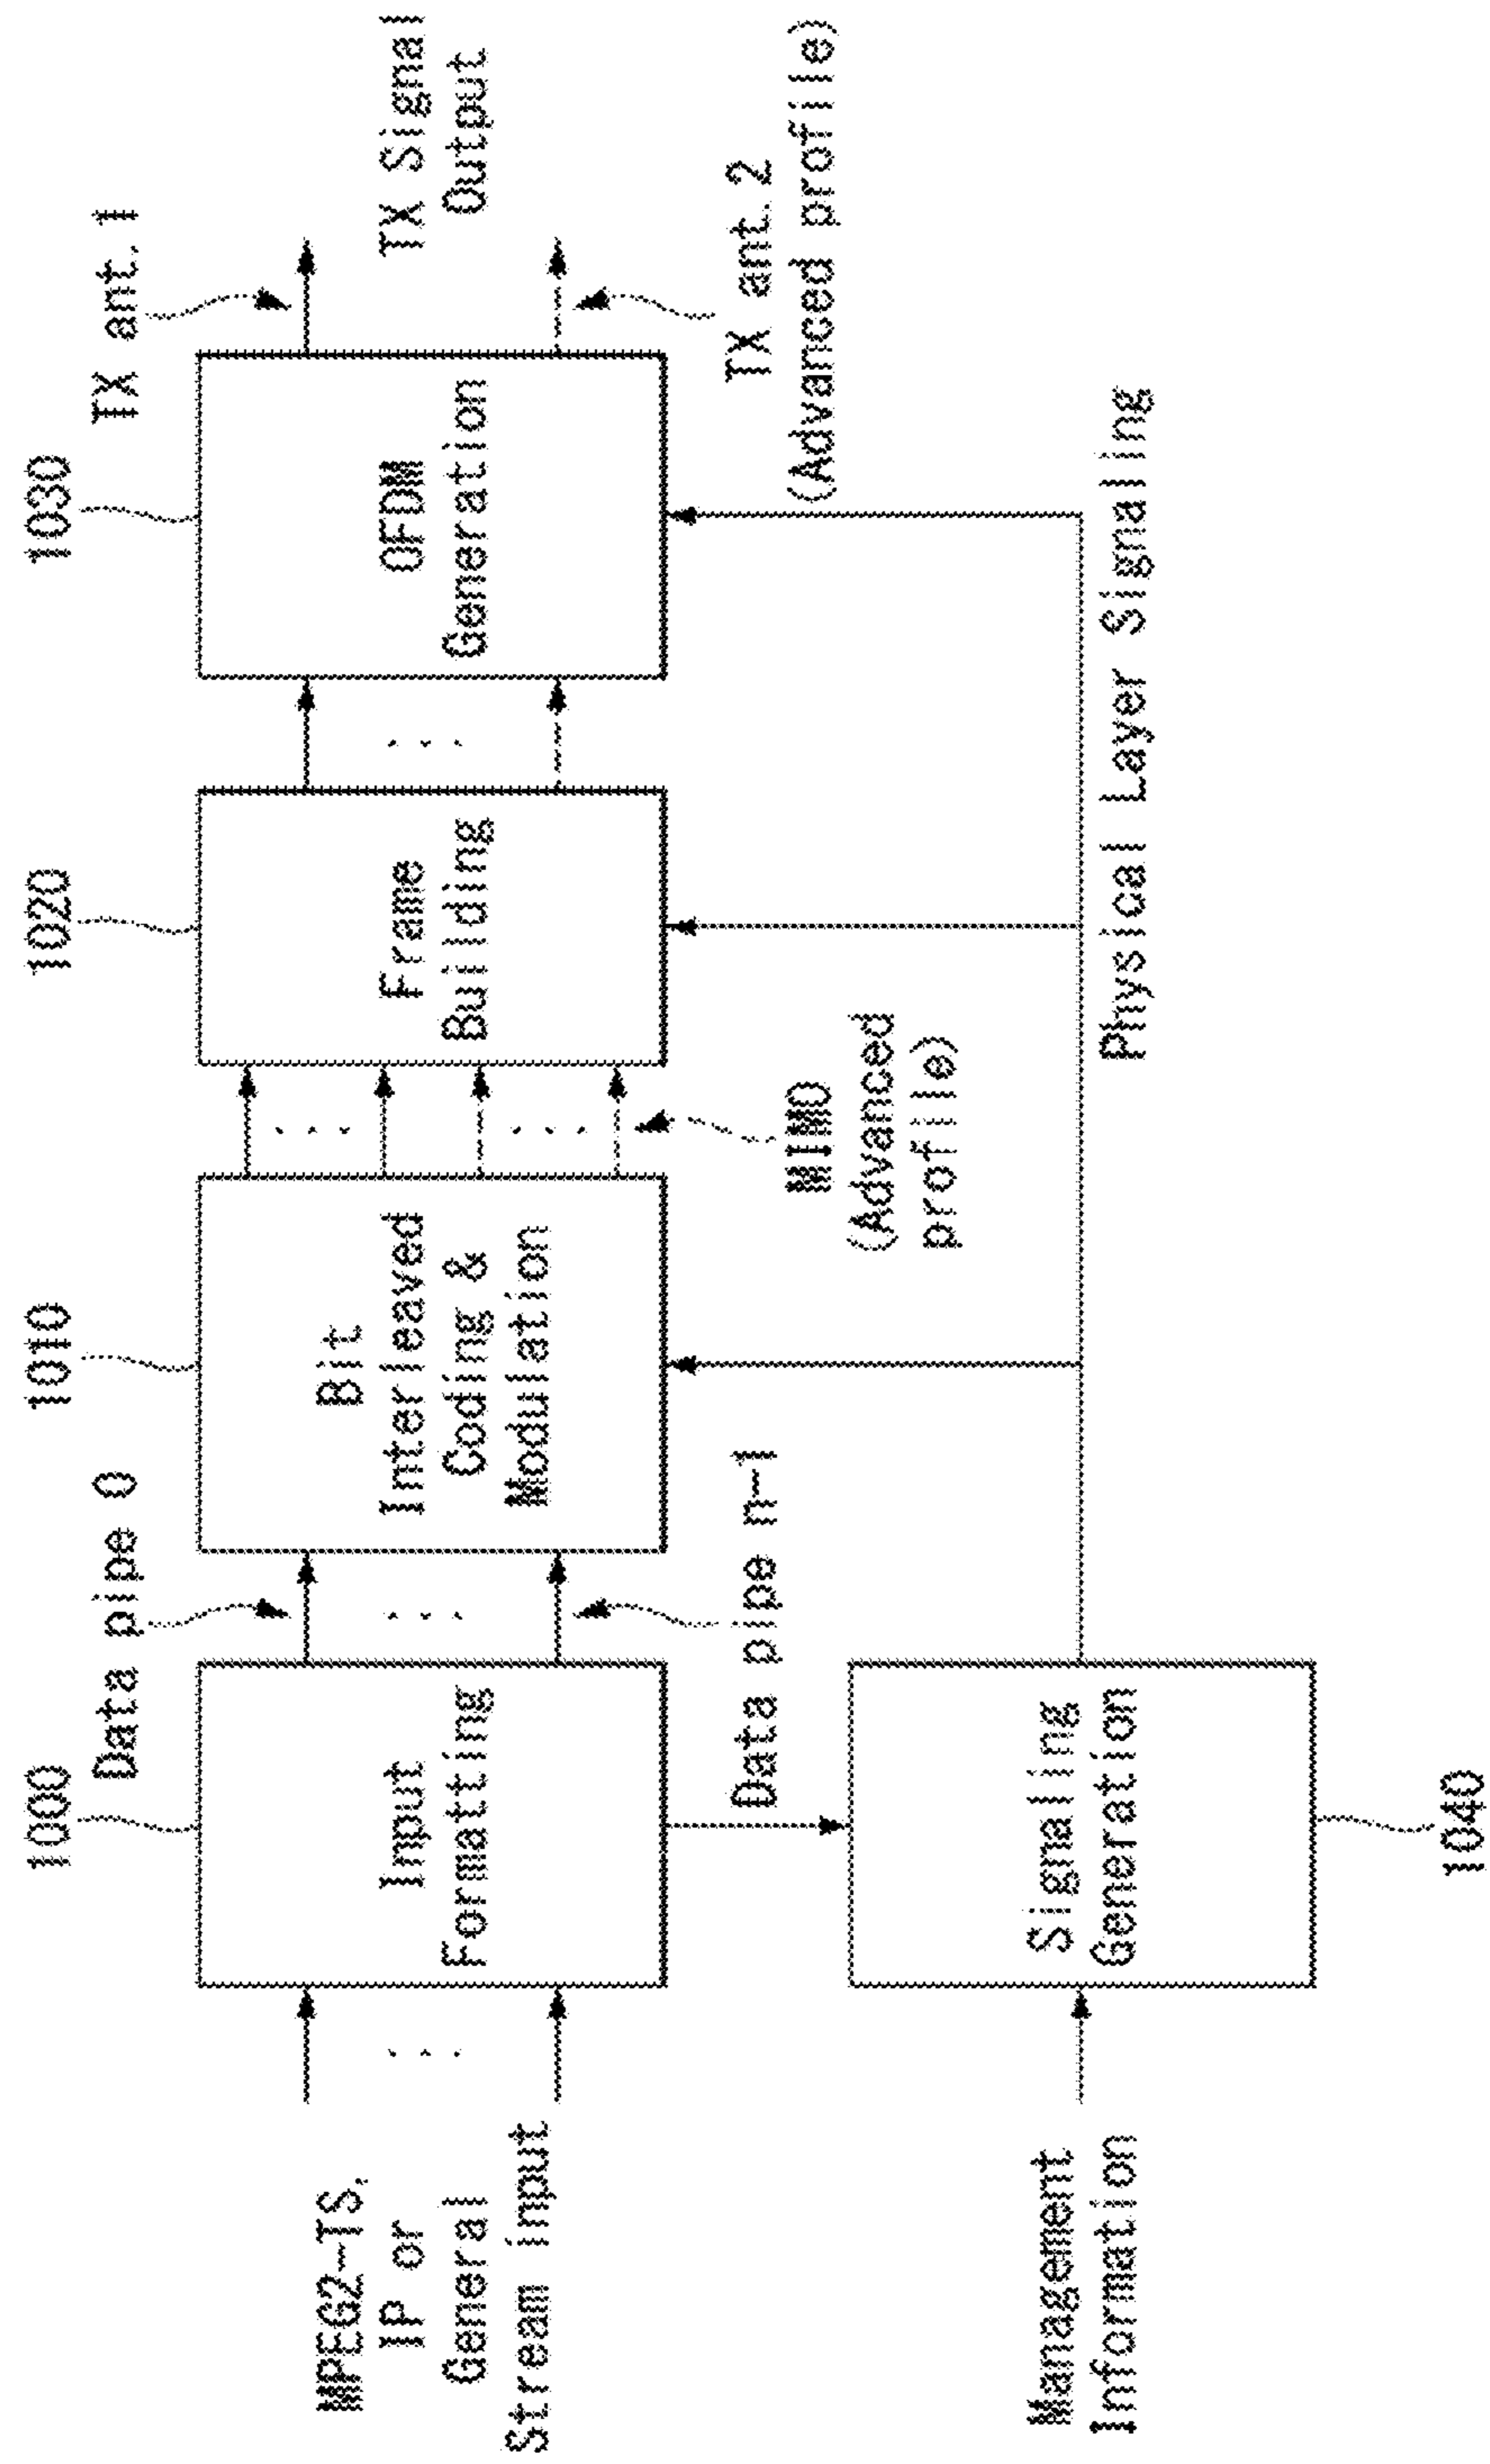 1000
1010
1020
1030
Data pipe 0
TX ant.1
MPEG2-TS,
IP or
General
Stream input
Input
Formatting
Bit
Interleaved
Coding &
Modulation
Frame
Building
OFDM
Generation
TX Signal
Output
Data pipe n-1
MIMO
(Advanced
profile)
TX ant.2
(Advanced profile)
Management
Information
Signaling
Generation
Physical Layer Signaling
1040